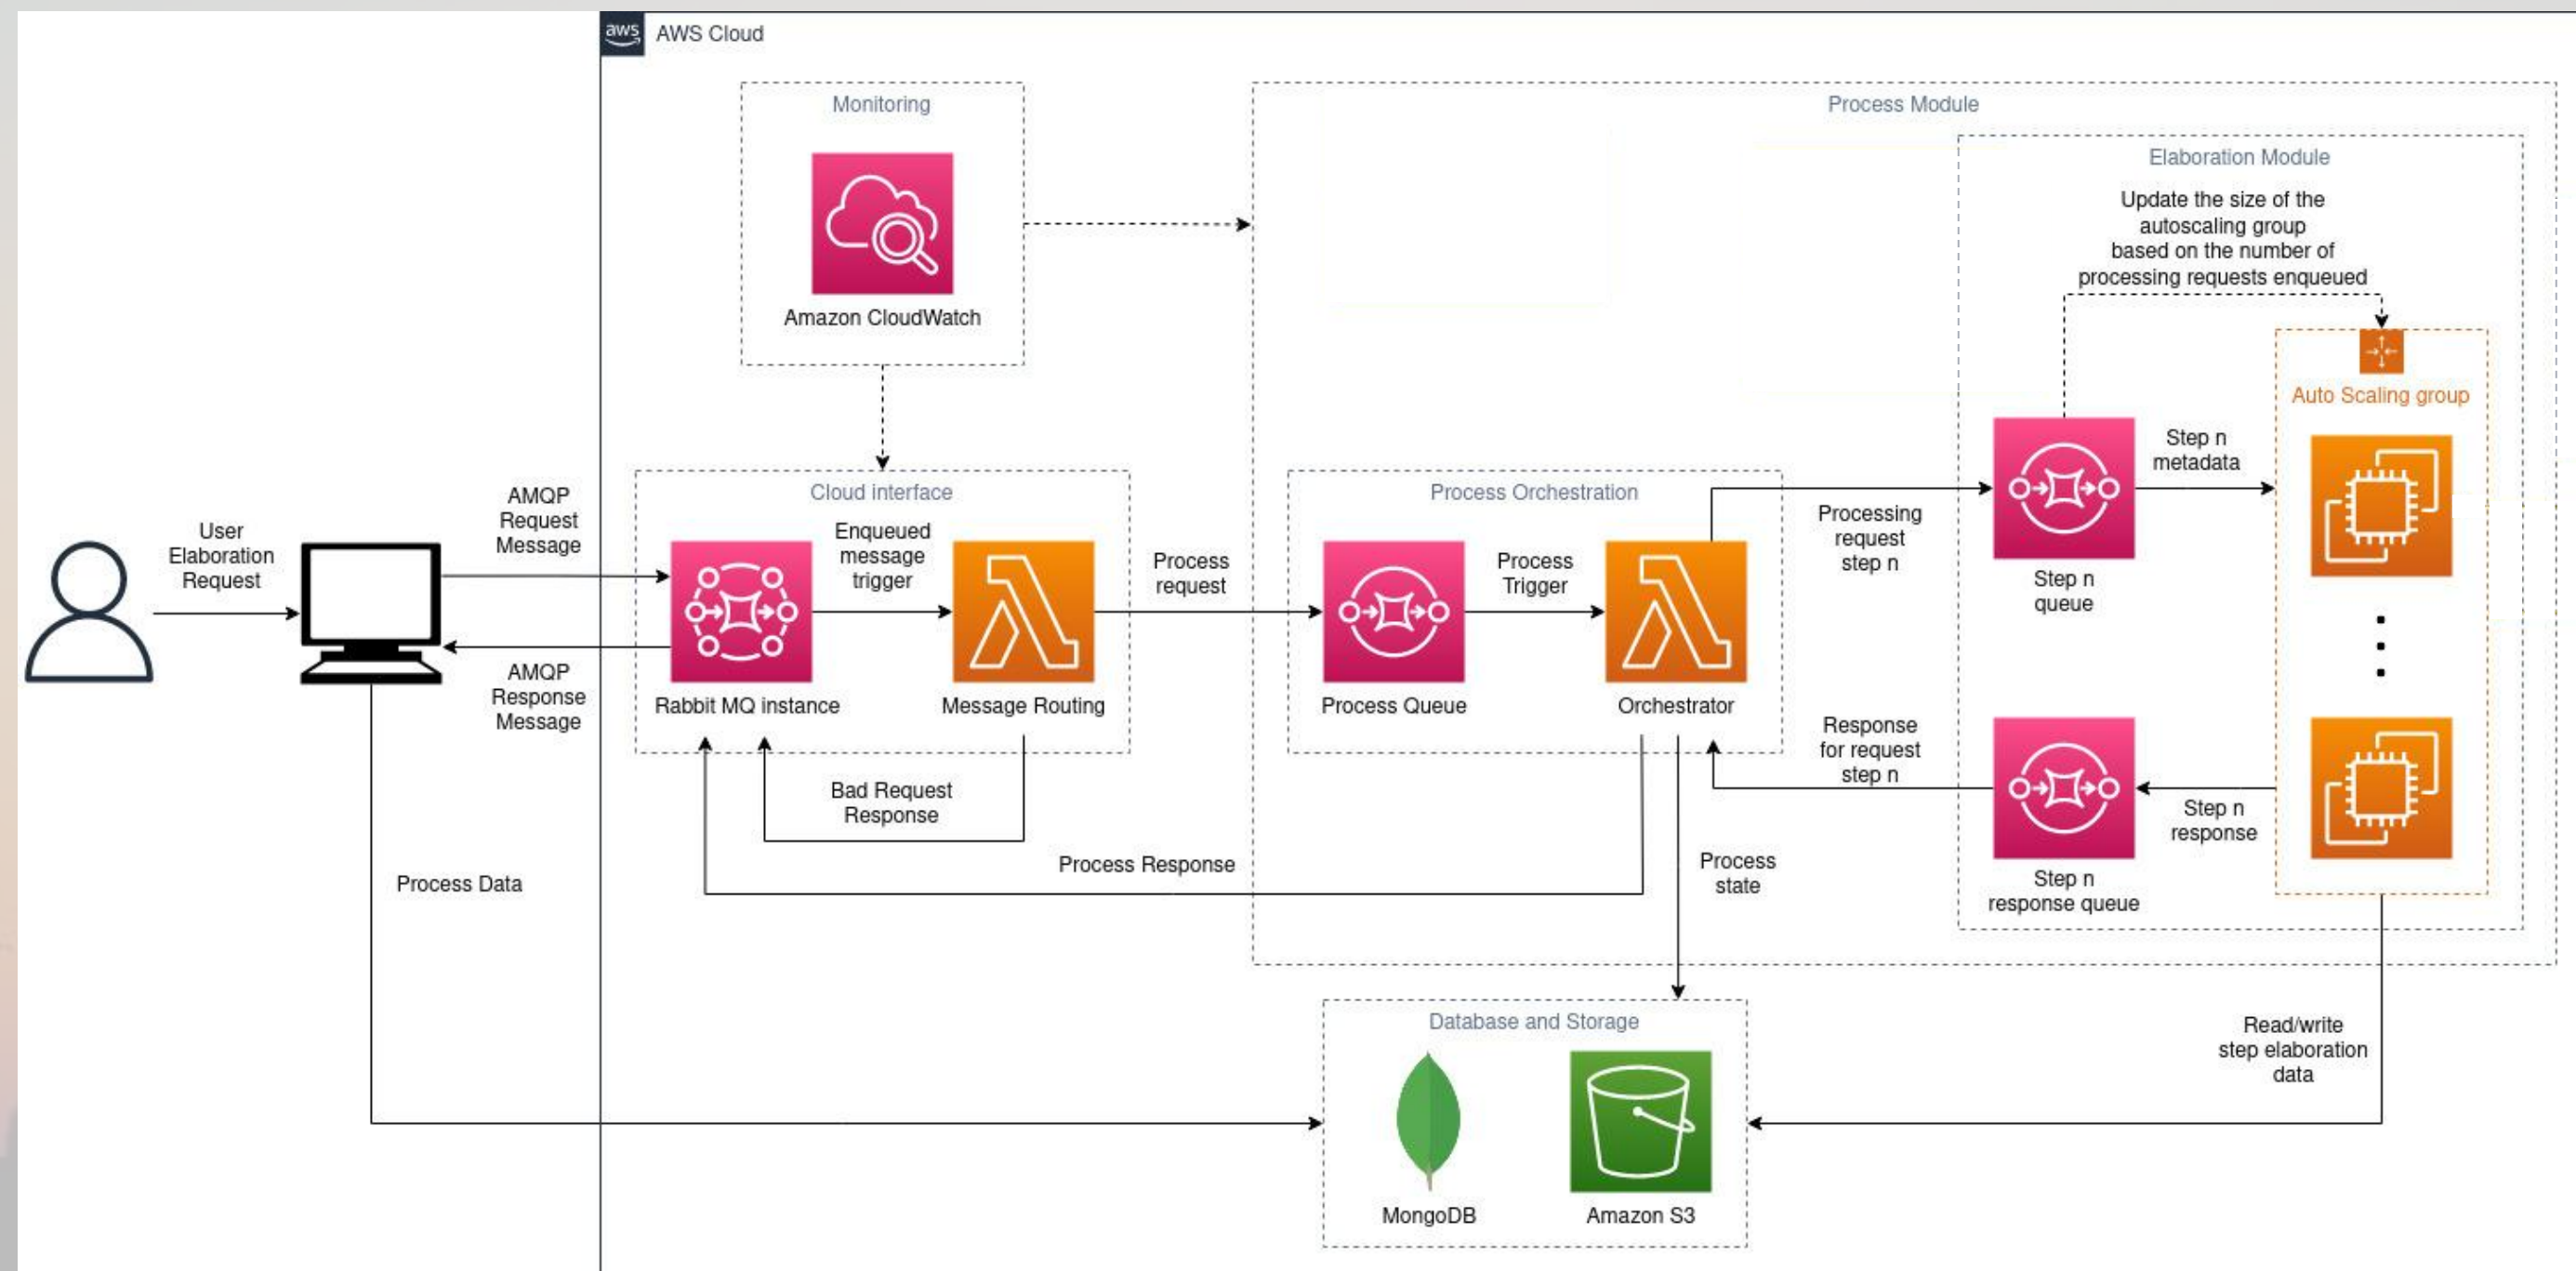 aws
AWS Cloud
Monitoring
Amazon CloudWatch
Process Module
Elaboration Module
Update the size of the
autoscaling group
based on the number of
processing requests enqueued
Auto Scaling group
Step n
metadata
Step n
queue
Step n
response
Step n
response queue
User
Elaboration
Request
AMQP
Request
Message
AMQP
Response
Message
Cloud interface
Enqueued
message
trigger
Rabbit MQ instance
Message Routing
Process
request
Process Orchestration
Process
Trigger
Process Queue
Orchestrator
Processing
request
step n
Response
for request
step n
Bad Request
Response
Process Response
Process
state
Process Data
Database and Storage
MongoDB
Amazon S3
Read/write
step elaboration
data